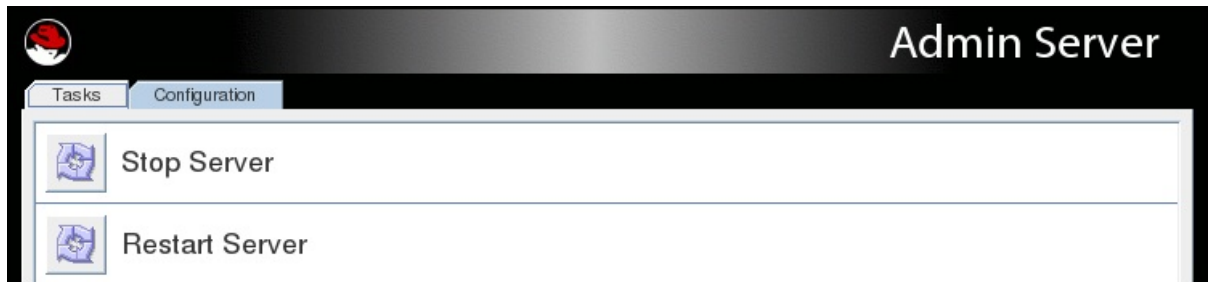 Admin Server
Tasks
Configuration
Stop Server
Restart Server